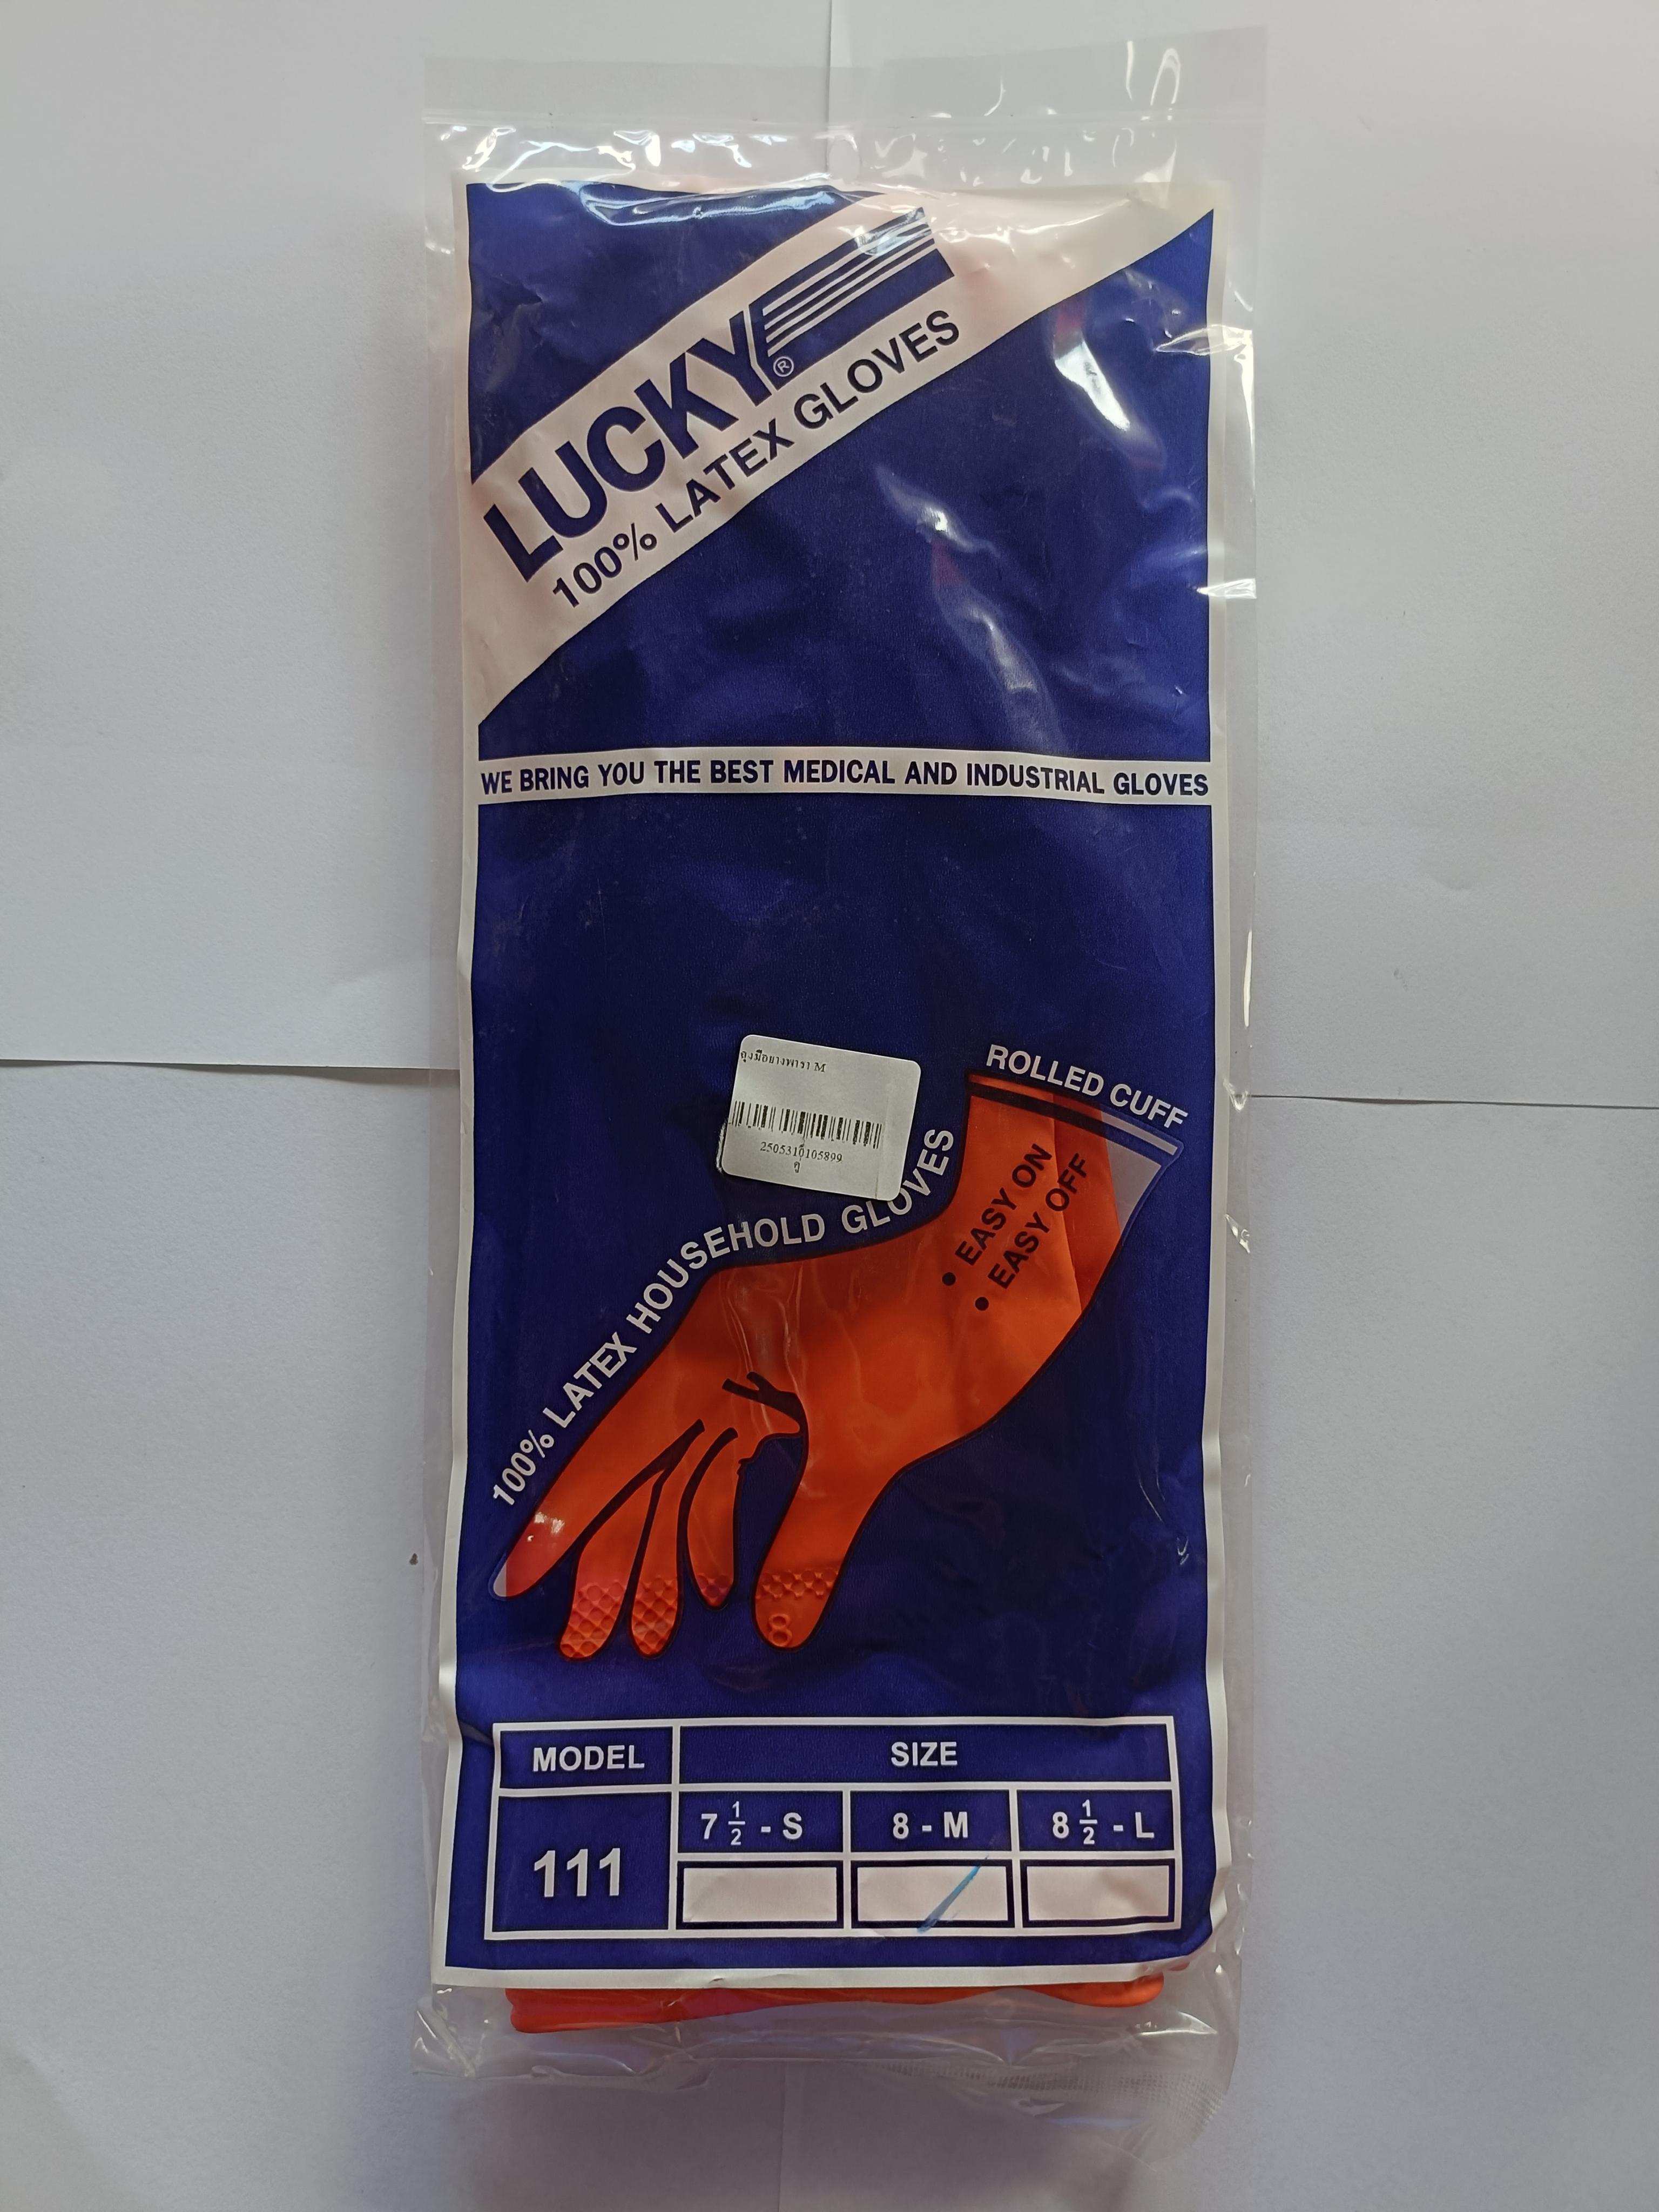 LUCKY®
100% LATEX GLOVES
WE BRING YOU THE BEST MEDICAL AND INDUSTRIAL GLOVES
ถุงมือยางพารา M
2505310105899
คู่
ROLLED CUFF
• EASY ON
• EASY OFF
100% LATEX HOUSEHOLD GLOVES
8
MODEL SIZE
111
7 1/2 - S 8 - M 8 1/2 - L